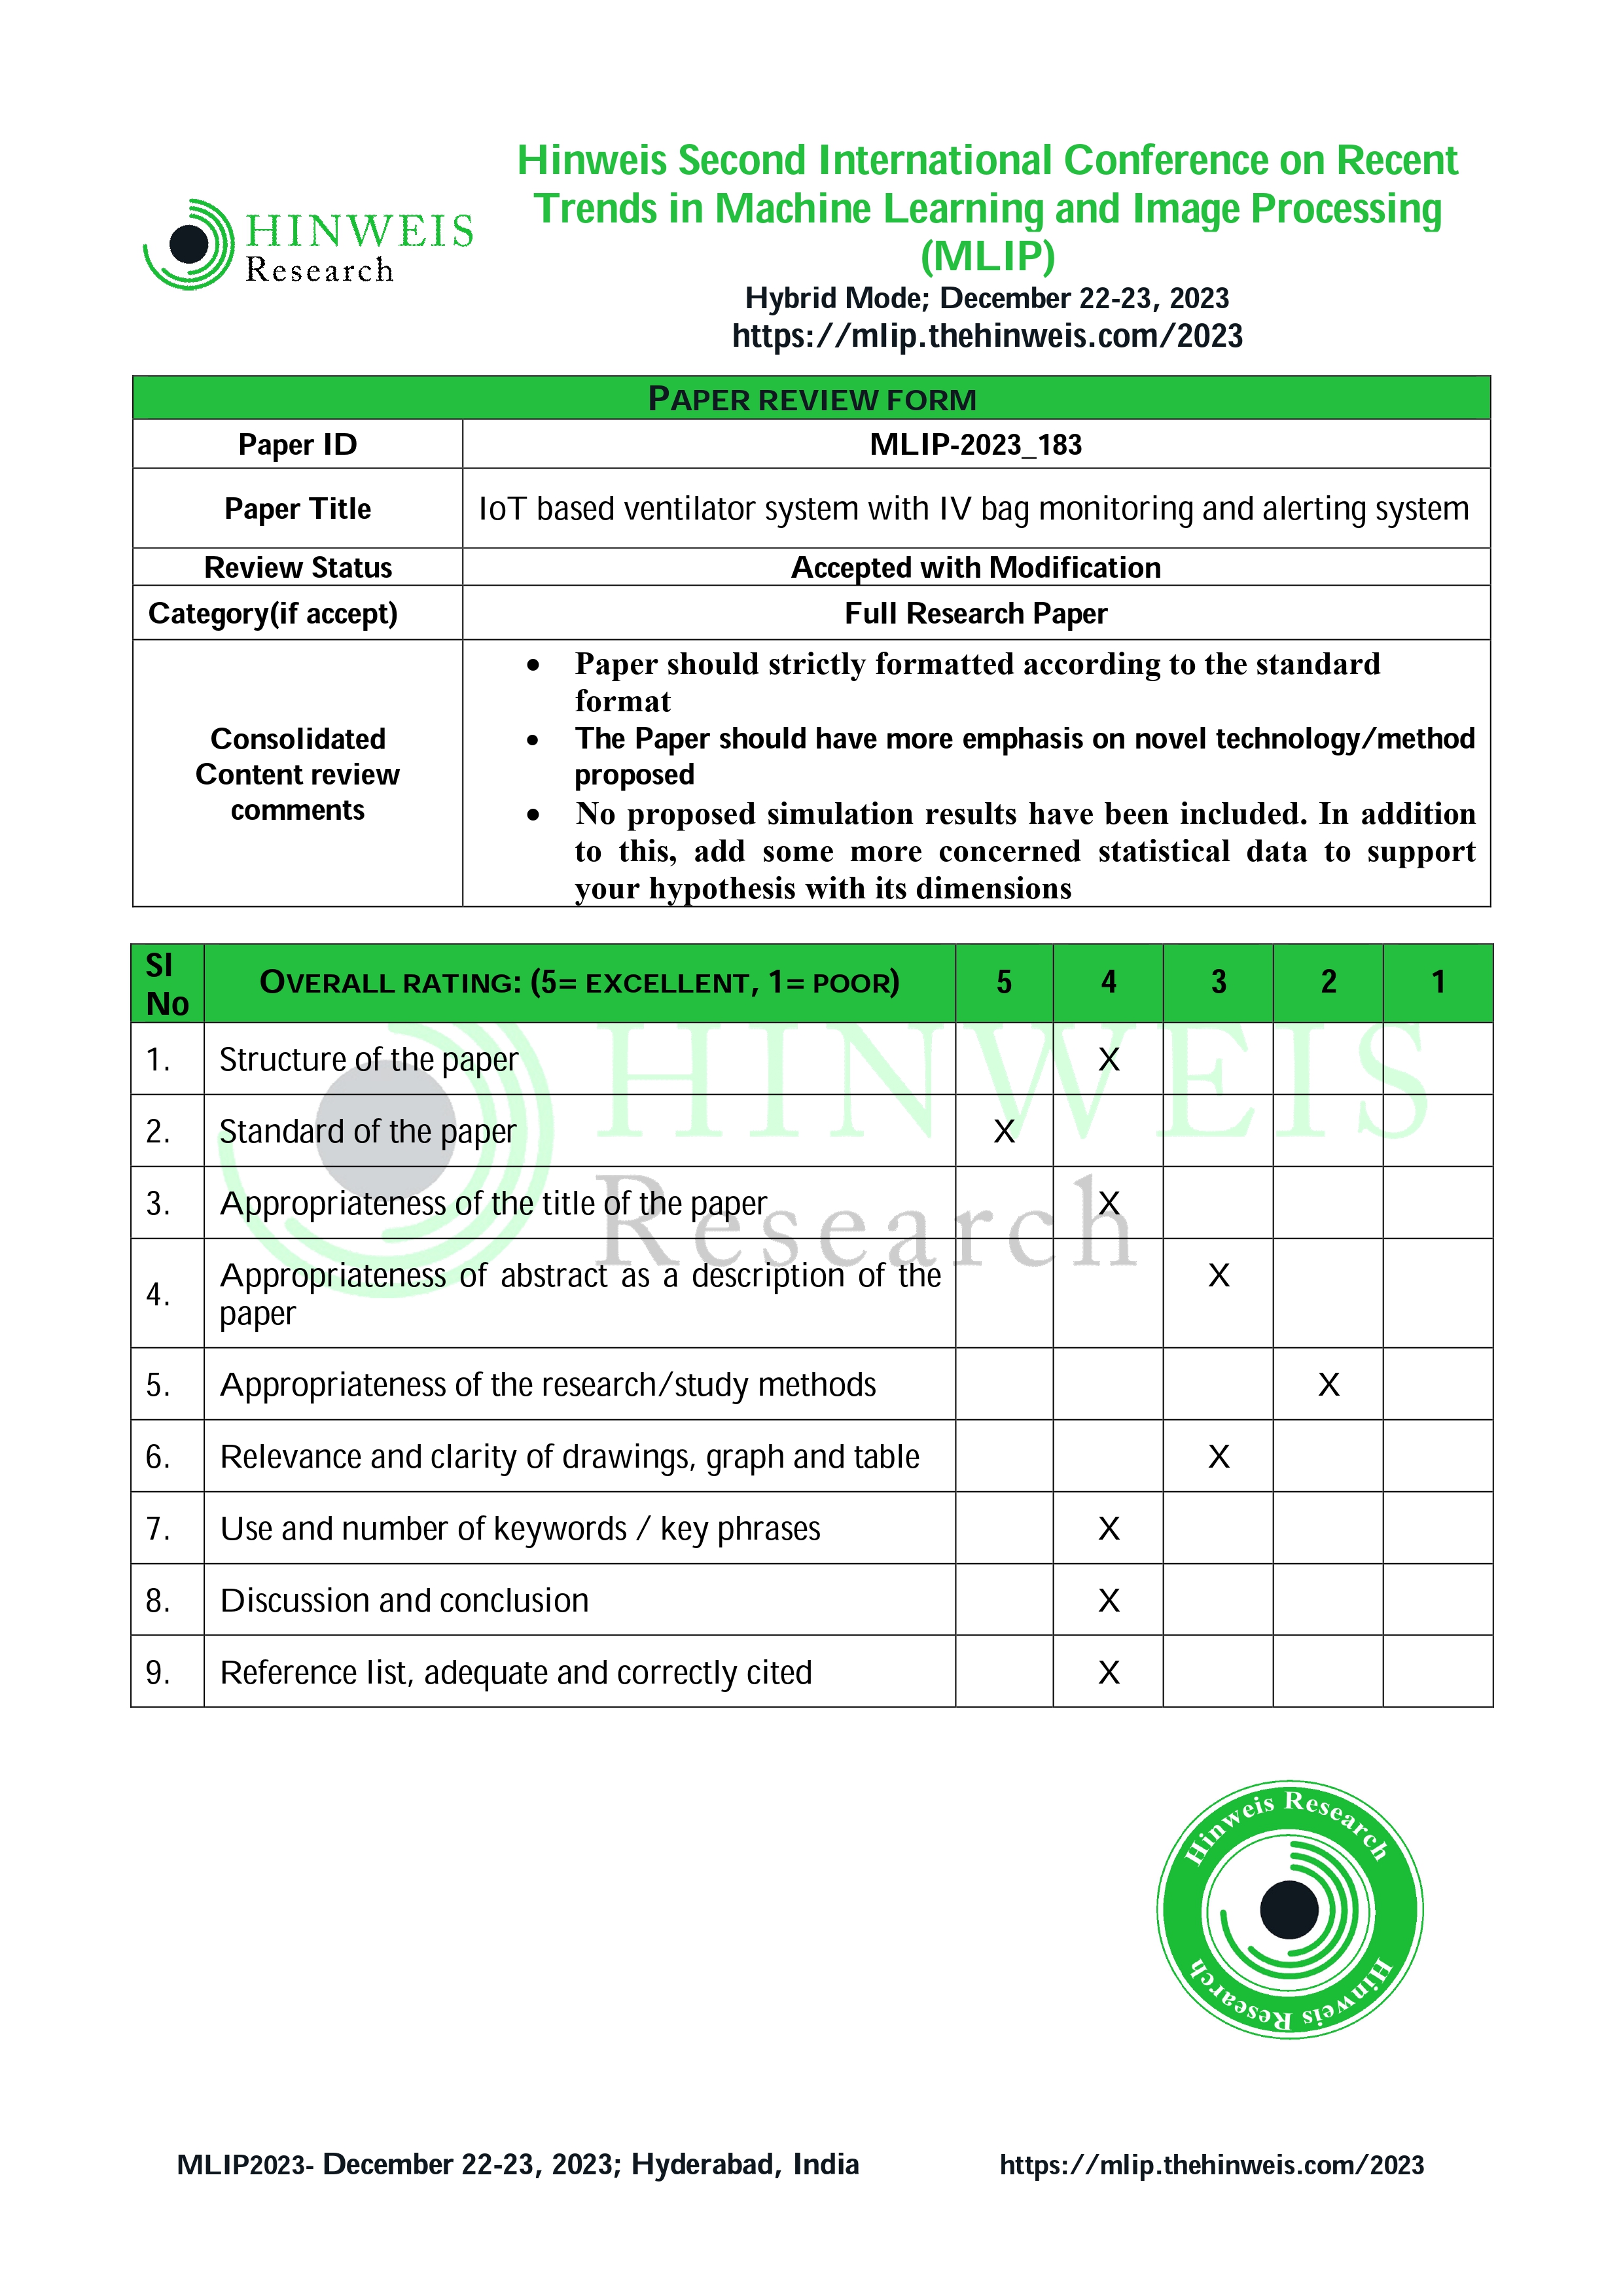 HINWEIS
Research
Hinweis Second International Conference on Recent
Trends in Machine Learning and Image Processing
(MLIP)
Hybrid Mode; December 22-23, 2023
https://mlip.thehinweis.com/2023
PAPER REVIEW FORM
Paper ID
MLIP-2023_183
Paper Title
IoT based ventilator system with IV bag monitoring and alerting system
Review Status
Accepted with Modification
Category(if accept)
Full Research Paper
Consolidated
Content review
comments
• Paper should strictly formatted according to the standard
format
• The Paper should have more emphasis on novel technology/method
proposed
• No proposed simulation results have been included. In addition
to this, add some more concerned statistical data to support
your hypothesis with its dimensions
Sl
No
OVERALL RATING: (5= EXCELLENT, 1= POOR) 5 4 3 2 1
1. Structure of the paper X
2. Standard of the paper X
3. Appropriateness of the title of the paper X
4. Appropriateness of abstract as a description of the X
paper
5. Appropriateness of the research/study methods X
6. Relevance and clarity of drawings, graph and table X
7. Use and number of keywords / key phrases X
8. Discussion and conclusion X
9. Reference list, adequate and correctly cited X
HINWEIS
Research
Hinweis Research
Hinweis Research
MLIP2023- December 22-23, 2023; Hyderabad, India https://mlip.thehinweis.com/2023